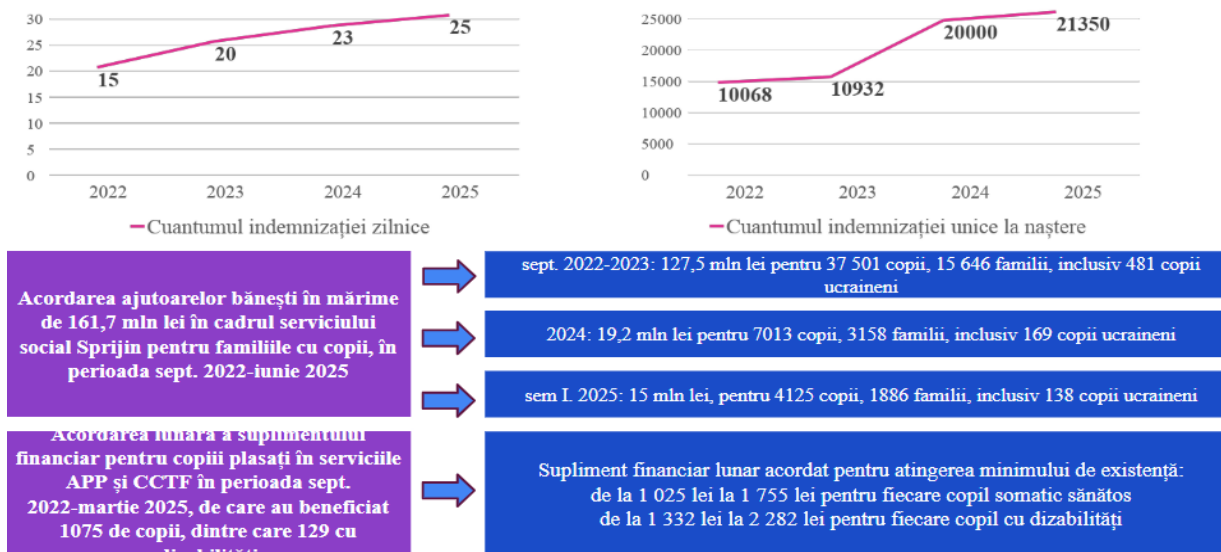 30
25
20
15
10
5
0
15
20
23
25
2022
2023
2024
2025
Cuantumul indemnizației zilnice
25000
20000
15000
10000
5000
0
10068
10932
20000
21350
2022
2023
2024
2025
Cuantumul indemnizației unice la naștere
Acordarea ajutoarelor bănești în mărime
de 161,7 mln lei în cadrul serviciului
social Sprijin pentru familiile cu copii, în
perioada sept. 2022-iunie 2025
sept. 2022-2023: 127,5 mln lei pentru 37 501 copii, 15 646 familii, inclusiv 481 copii
ucraineni
2024: 19,2 mln lei pentru 7013 copii, 3158 familii, inclusiv 169 copii ucraineni
sem I. 2025: 15 mln lei, pentru 4125 copii, 1886 familii, inclusiv 138 copii ucraineni
Acordarea lunară a suplimentului
financiar pentru copiii plasați în serviciile
APP și CCTF în perioada sept.
2022-martie 2025, de care au beneficiat
1075 de copii, dintre care 129 cu
Supliment financiar lunar acordat pentru atingerea minimului de existență:
de la 1 025 lei la 1 755 lei pentru fiecare copil somatic sănătos
de la 1 332 lei la 2 282 lei pentru fiecare copil cu dizabilități